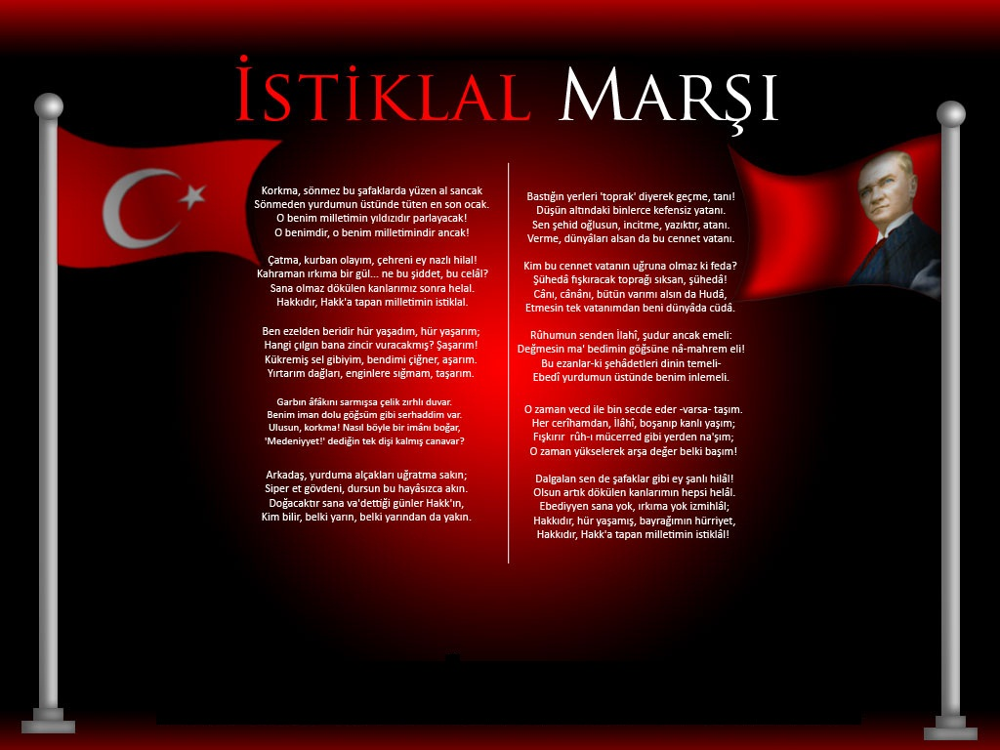 İSTİKLAL MARŞI
Korkma, sönmez bu şafaklarda yüzen al sancak
Sönmeden yurdumun üstünde tüten en son ocak.
O benim milletimin yıldızıdır parlayacak!
O benimdir, o benim milletimindir ancak!
Çatma, kurban olayım, çehreni ey nazlı hilal!
Kahraman ırkıma bir gül... ne bu şiddet, bu celâl?
Sana olmaz dökülen kanlarımız sonra helal.
Hakkıdır, Hakk'a tapan milletimin istiklal.
Ben ezelden beridir hür yaşadım, hür yaşarım;
Hangi çılgın bana zincir vuracakmış? Şaşarım!
Kükremiş sel gibiyim, bendimi çiğner, aşarım.
Yırtarım dağları, enginlere sığmam, taşarım.
Garbın âfâkını sarmışsa çelik zırhlı duvar.
Benim iman dolu göğsüm gibi serhaddim var.
Ulusun, korkma! Nasıl böyle bir imânı boğar,
'Medeniyyet!' dediğin tek dişi kalmış canavar?
Arkadaş, yurduma alçakları uğratma sakın;
Siper et gövdeni, dursun bu hayâsızca akın.
Doğacaktır sana va'dettiği günler Hakk'ın,
Kim bilir, belki yarın, belki yarından da yakın.
Bastığın yerleri 'toprak' diyerek geçme, tanı!
Düşün altındaki binlerce kefensiz yatanı.
Sen şehid oğlusun, incitme, yazıktır, atanı.
Verme, dünyâları alsan da bu cennet vatanı.
Kim bu cennet vatanın uğruna olmaz ki feda?
Şühedâ fışkıracak toprağı sıksan, şühedâ!
Cânı, cânânı, bütün varımı alsın da Hudâ,
Etmesin tek vatanımdan beni dünyâda cüdâ.
Rûhumun senden İlahî, şudur ancak emeli:
Değmesin ma' bedimin göğsüne nâ-mahrem eli!
Bu ezanlar-ki şehâdetleri dinin temeli-
Ebedî yurdumun üstünde benim inlemeli.
O zaman vecd ile bin secde eder -varsa- taşım.
Her cerîhamdan, İlâhî, boşanıp kanlı yaşım;
Fışkırır rûh-ı mücerred gibi yerden na'şım;
O zaman yükselerek arşa değer belki başım!
Dalgalan sen de şafaklar gibi ey şanlı hilâl!
Olsun artık dökülen kanlarımın hepsi helâl.
Ebediyyen sana yok, ırkıma yok izmihlâl;
Hakkıdır, hür yaşamış, bayrağımın hürriyet,
Hakkıdır, Hakk'a tapan milletimin istiklâl!